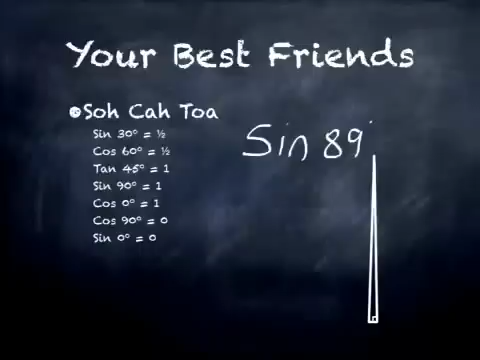 Your Best Friends
Soh Cah Toa
Sin 30° = ½
Cos 60° = ½
Tan 45° = 1
Sin 90° = 1
Cos 0° = 1
Cos 90° = 0
Sin 0° = 0
Sin 89°